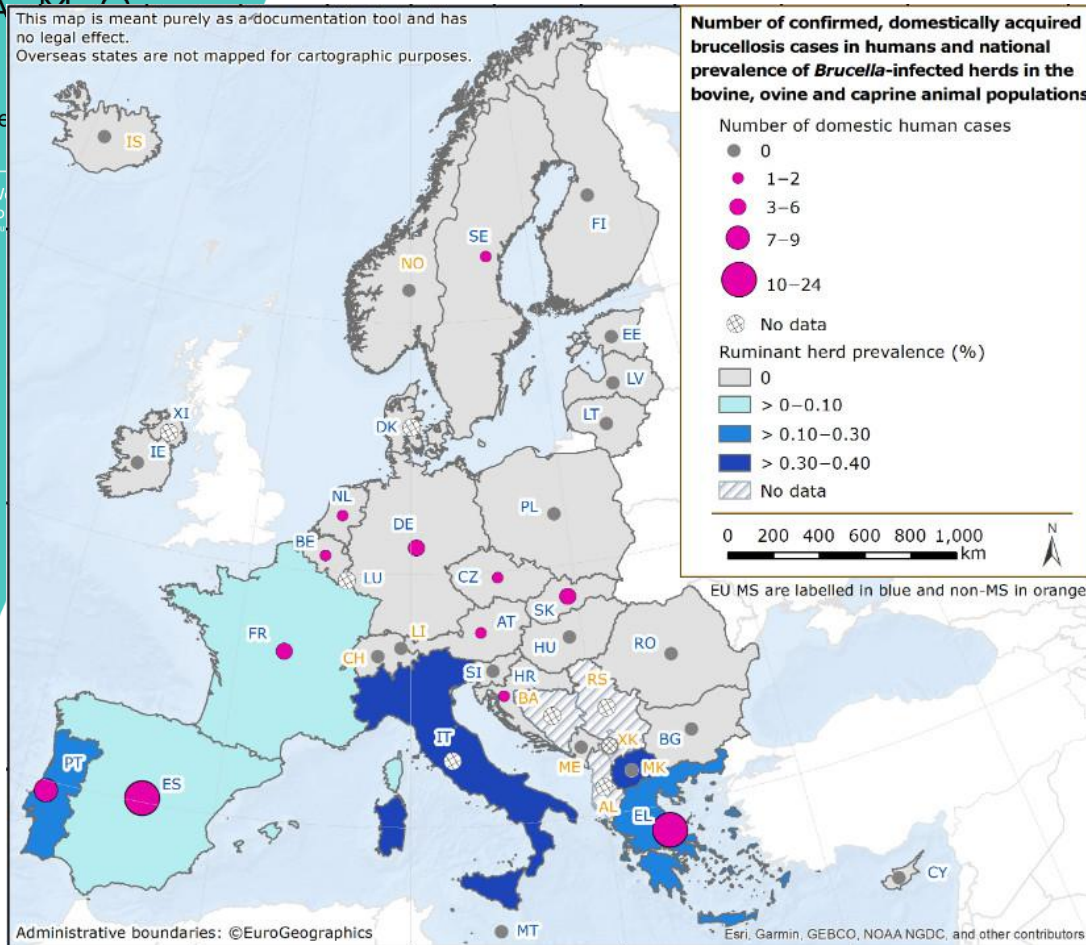 This map is meant purely as a documentation tool and has
no legal effect.
Overseas states are not mapped for cartographic purposes.
Number of confirmed, domestically acquired
brucellosis cases in humans and national
prevalence of Brucella-infected herds in the
bovine, ovine and caprine animal populations
Number of domestic human cases
0
1–2
3–6
7–9
10–24
No data
Ruminant herd prevalence (%)
0
> 0–0.10
> 0.10–0.30
> 0.30–0.40
No data
0 200 400 600 800 1,000
km
N
EU MS are labelled in blue and non-MS in orange
IS
FI
SE
NO
EE
LV
LT
XI
IE
DK
NL
BE
DE
PL
LU
CZ
SK
FR
AT
LI
CH
HU
RO
SI
HR
BA
RS
IT
XK
BG
ME
MK
AL
PT
ES
EL
CY
MT
Administrative boundaries: ©EuroGeographics
Esri, Garmin, GEBCO, NOAA NGDC, and other contributors